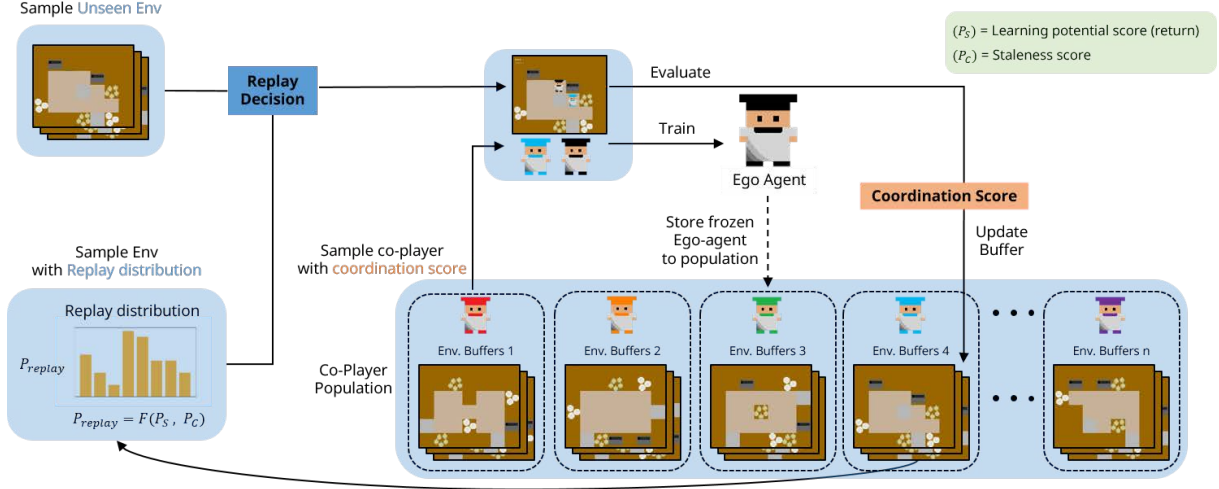 Sample Unseen Env
Replay
Decision
Evaluate
Train
Ego Agent
(P_S) = Learning potential score (return)
(P_C) = Staleness score
Coordination Score
Update
Buffer
Store frozen
Ego-agent
to population
Sample co-player
with coordination score
Sample Env
with Replay distribution
Replay distribution
P_replay
P_replay = F(P_S , P_C)
Co-Player
Population
Env. Buffers 1
Env. Buffers 2
Env. Buffers 3
Env. Buffers 4
Env. Buffers n